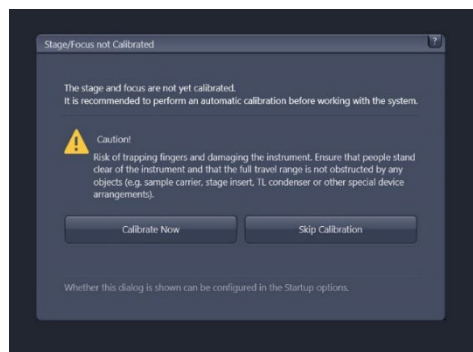 Stage/Focus not Calibrated
?
The stage and focus are not yet calibrated.
It is recommended to perform an automatic calibration before working with the system.
Caution!
Risk of trapping fingers and damaging the instrument. Ensure that people stand
clear of the instrument and that the full travel range is not obstructed by any
objects (e.g. sample carrier, stage insert, TL condenser or other special device
arrangements).
Calibrate Now
Skip Calibration
Whether this dialog is shown can be configured in the Startup options.